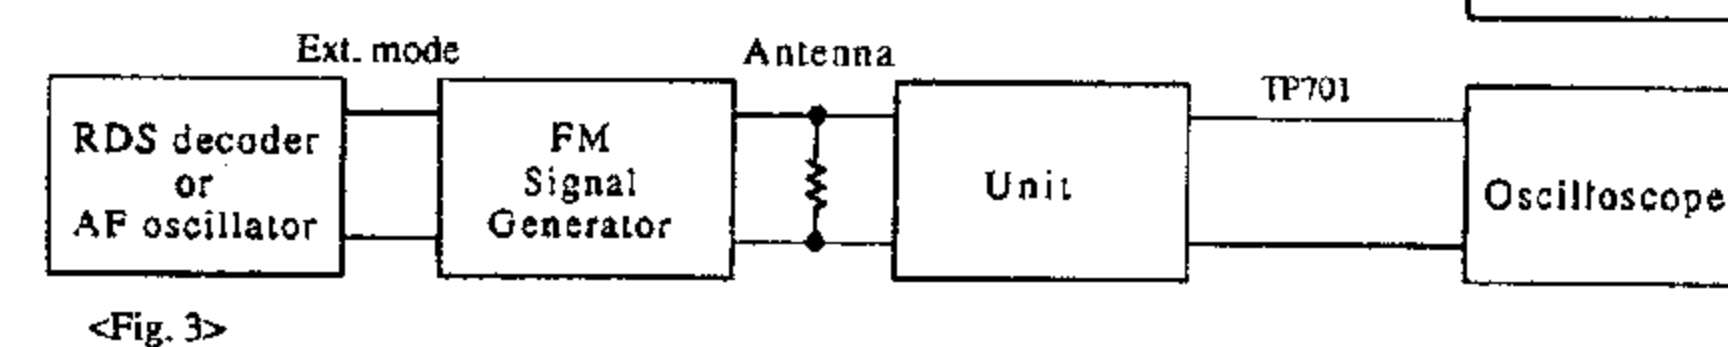 Ext. mode
Antenna
TP701
RDS decoder
or
AF oscillator
FM
Signal
Generator
Unit
Oscilloscope
<Fig. 3>